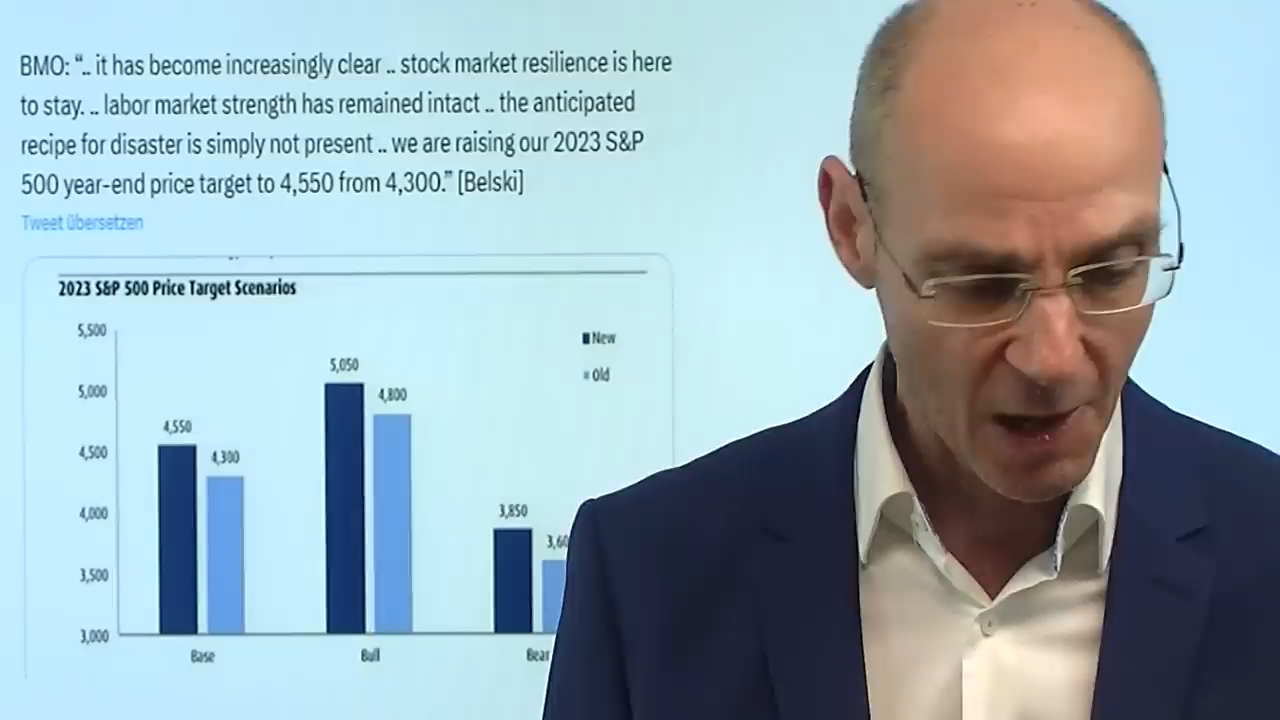 BMO: “.. it has become increasingly clear .. stock market resilience is here
to stay. .. labor market strength has remained intact .. the anticipated
recipe for disaster is simply not present .. we are raising our 2023 S&P
500 year-end price target to 4,550 from 4,300.” [Belski]
Tweet übersetzen
2023 S&P 500 Price Target Scenarios
5,500
5,000
4,500
4,000
3,500
3,000
New
Old
4,550
4,300
5,050
4,800
3,850
3,60
Base
Bull
Bear